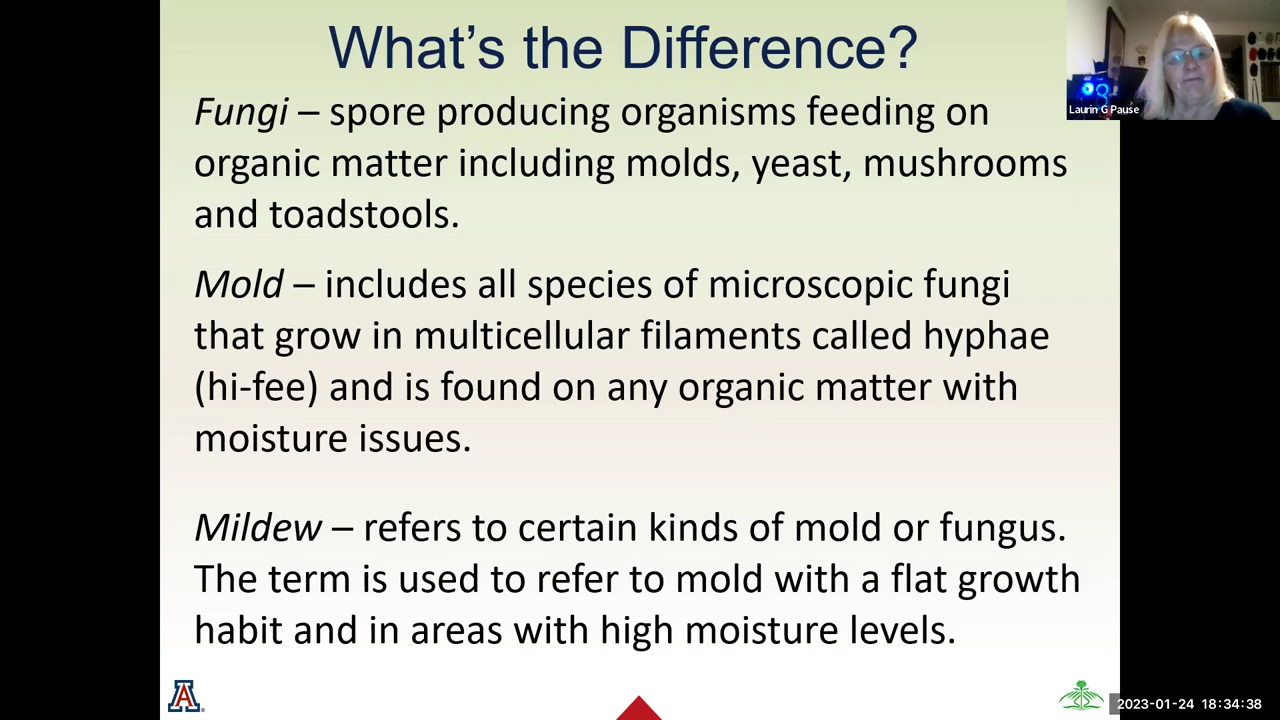 What's the Difference?
Laurin G Pause
Fungi – spore producing organisms feeding on
organic matter including molds, yeast, mushrooms
and toadstools.
Mold – includes all species of microscopic fungi
that grow in multicellular filaments called hyphae
(hi-fee) and is found on any organic matter with
moisture issues.
Mildew – refers to certain kinds of mold or fungus.
The term is used to refer to mold with a flat growth
habit and in areas with high moisture levels.
A
2023-01-24 18:34:38